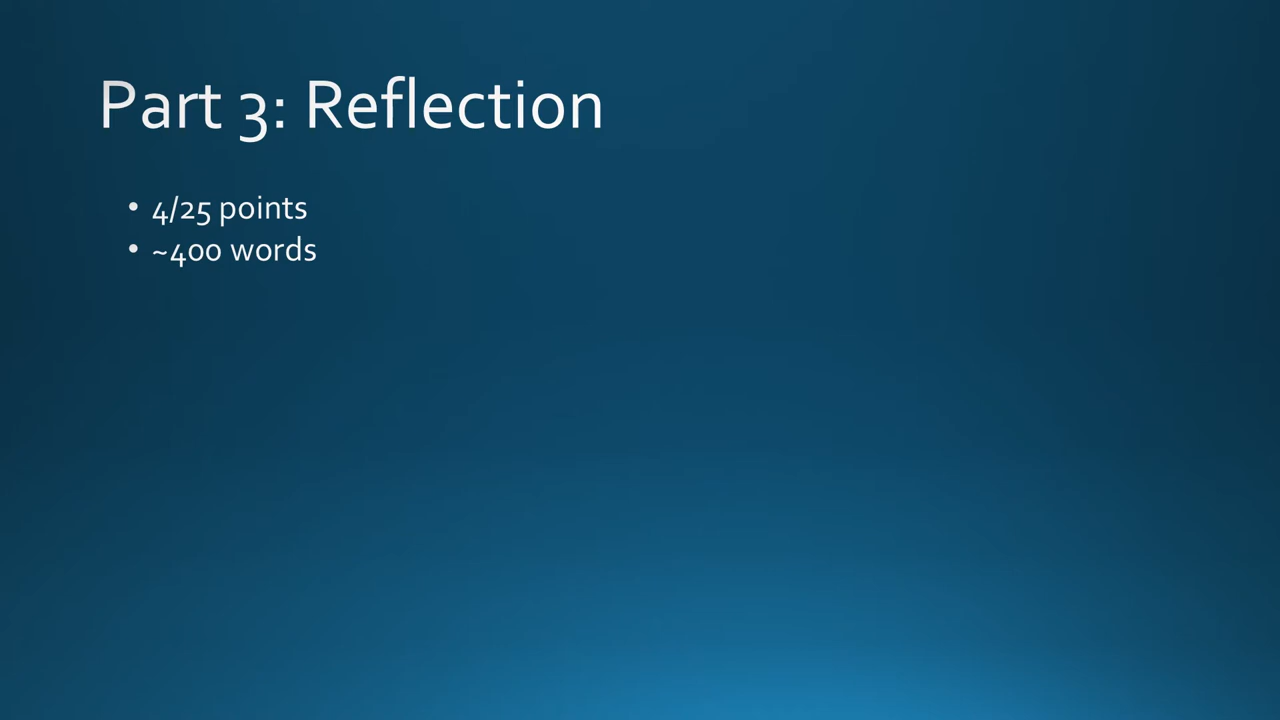 Part 3: Reflection
• 4/25 points
• ~400 words